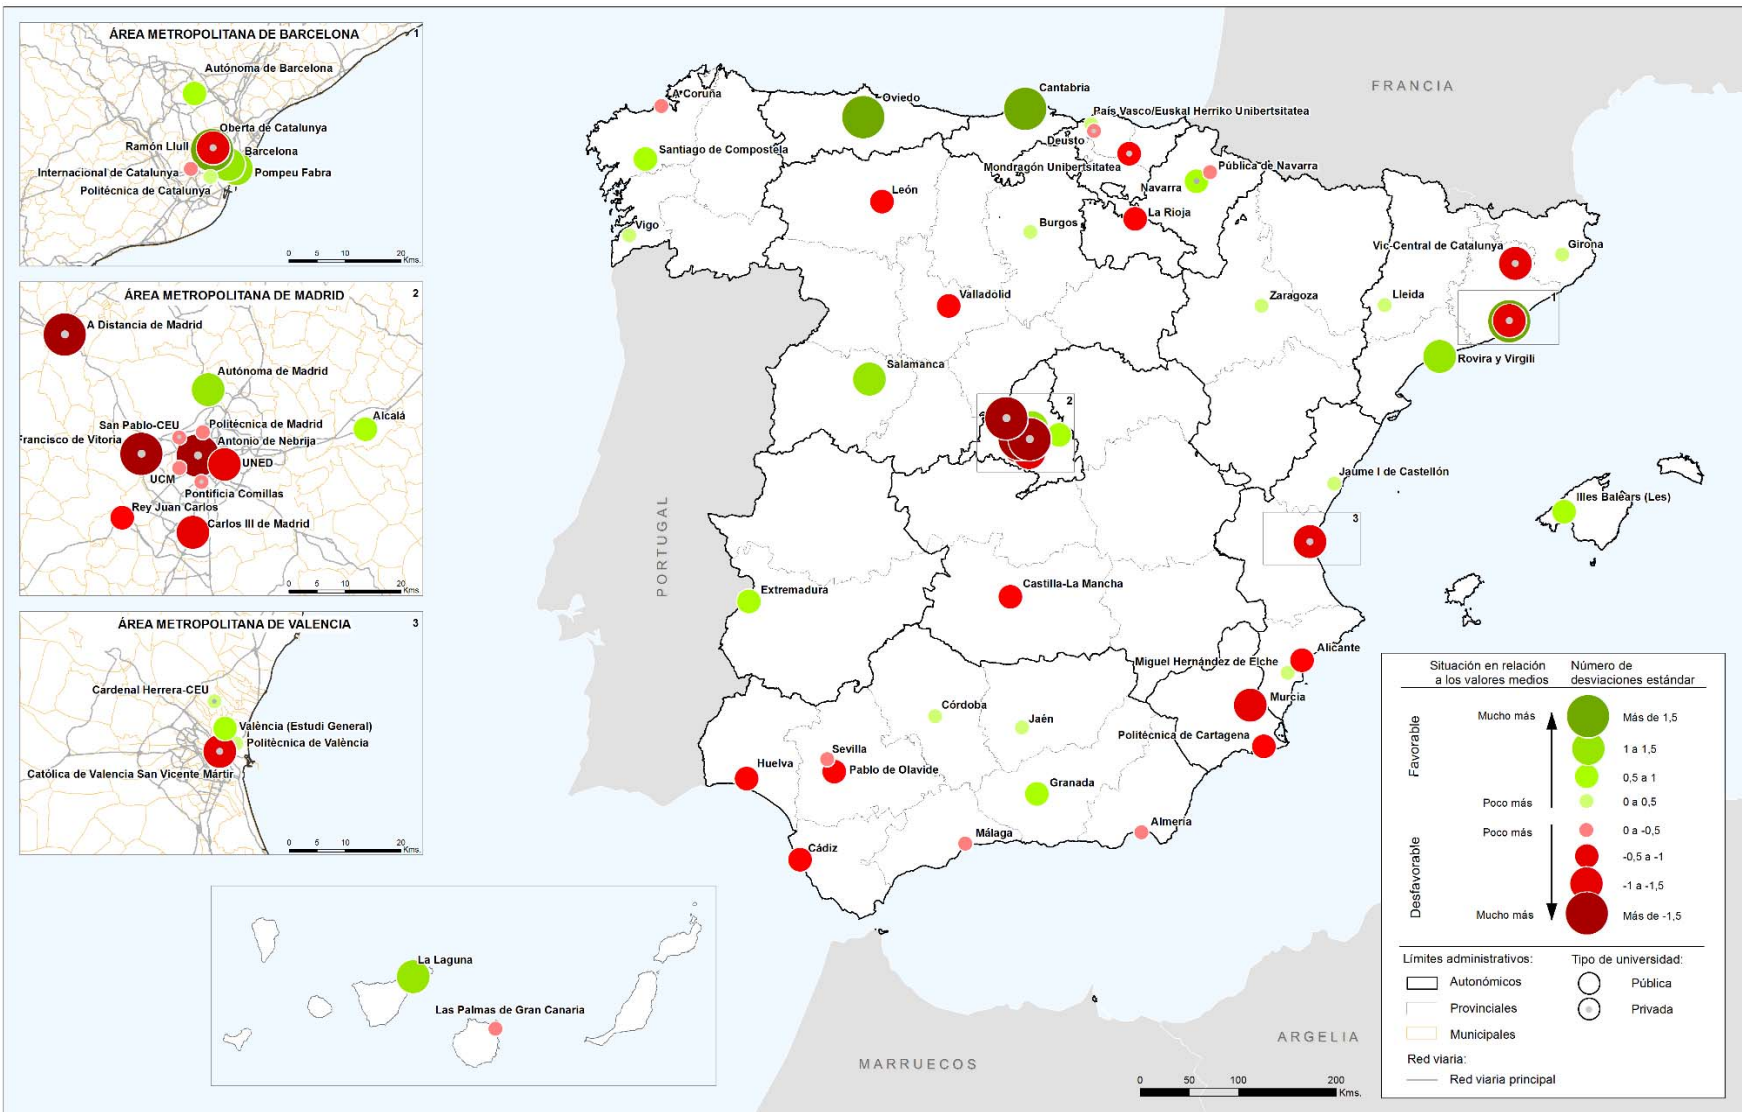 ÁREA METROPOLITANA DE BARCELONA
1
Autónoma de Barcelona
Oberta de Catalunya
Ramón Llull
Barcelona
Internacional de Catalunya
Pompeu Fabra
Politécnica de Catalunya
0 5 10 20
Kms.
ÁREA METROPOLITANA DE MADRID
2
A Distancia de Madrid
Autónoma de Madrid
Alcalá
San Pablo-CEU
Politécnica de Madrid
Francisco de Vitoria
Antonio de Nebrija
UNED
UCM
Pontificia Comillas
Rey Juan Carlos
Carlos III de Madrid
0 5 10 20
Kms.
ÁREA METROPOLITANA DE VALENCIA
3
Cardenal Herrera-CEU
València (Estudi General)
Politècnica de València
Católica de Valencia San Vicente Mártir
0 5 10 20
Kms.
FRANCIA
A Coruña
Oviedo
Cantabria
País Vasco/Euskal Herriko Unibertsitatea
Deusto
Santiago de Compostela
Mondragón Unibertsitatea
Pública de Navarra
Navarra
León
La Rioja
Vigo
Burgos
Vic-Central de Catalunya
Girona
Valladolid
Zaragoza
Lleida
1
Rovira y Virgili
Salamanca
2
Jaume I de Castellón
Illes Balears (Les)
3
PORTUGAL
Extremadura
Castilla-La Mancha
Alicante
Miguel Hernández de Elche
Murcia
Córdoba
Jaén
Politécnica de Cartagena
Sevilla
Huelva
Pablo de Olavide
Granada
Almería
Málaga
Cádiz
La Laguna
Las Palmas de Gran Canaria
MARRUECOS
ARGELIA
0 50 100 200
Kms.
Situación en relación
a los valores medios
Número de
desviaciones estándar
Favorable
Mucho más
Más de 1,5
1 a 1,5
0,5 a 1
Poco más
0 a 0,5
Desfavorable
Poco más
0 a -0,5
-0,5 a -1
-1 a -1,5
Mucho más
Más de -1,5
Límites administrativos:
Autonómicos
Provinciales
Municipales
Red viaria:
Red viaria principal
Tipo de universidad:
Pública
Privada